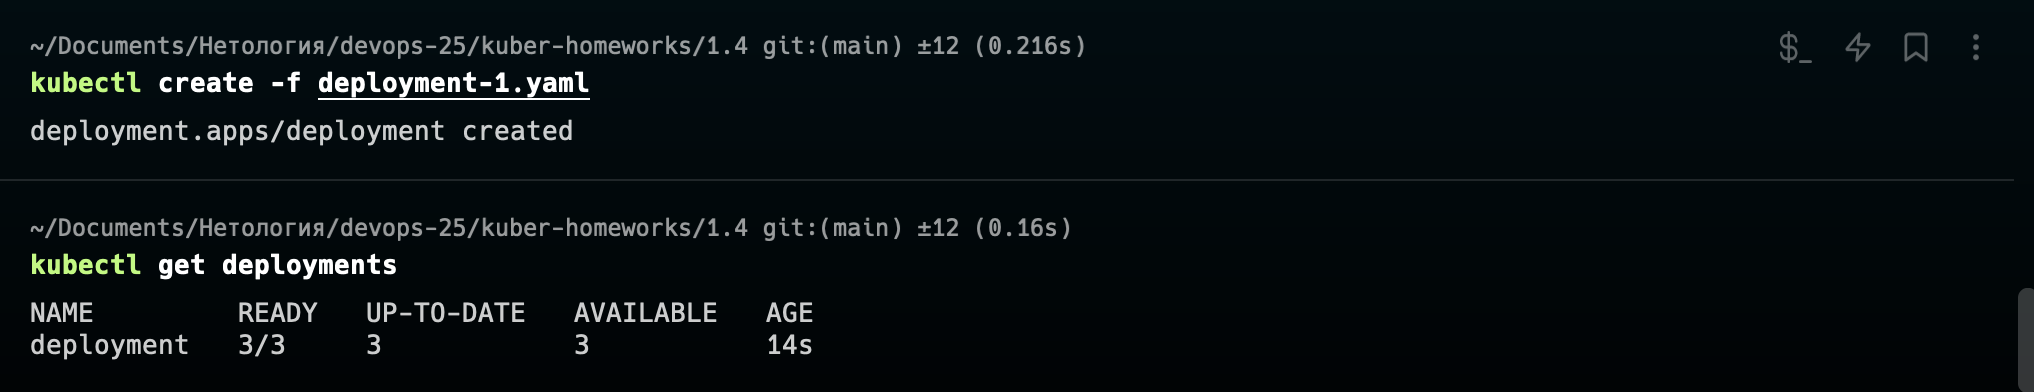 ~/Documents/Нетология/devops-25/kuber-homeworks/1.4 git:(main) ±12 (0.216s)
$_
kubectl create -f deployment-1.yaml
deployment.apps/deployment created
~/Documents/Нетология/devops-25/kuber-homeworks/1.4 git:(main) ±12 (0.16s)
kubectl get deployments
NAME READY UP-TO-DATE AVAILABLE AGE
deployment 3/3 3 3 14s